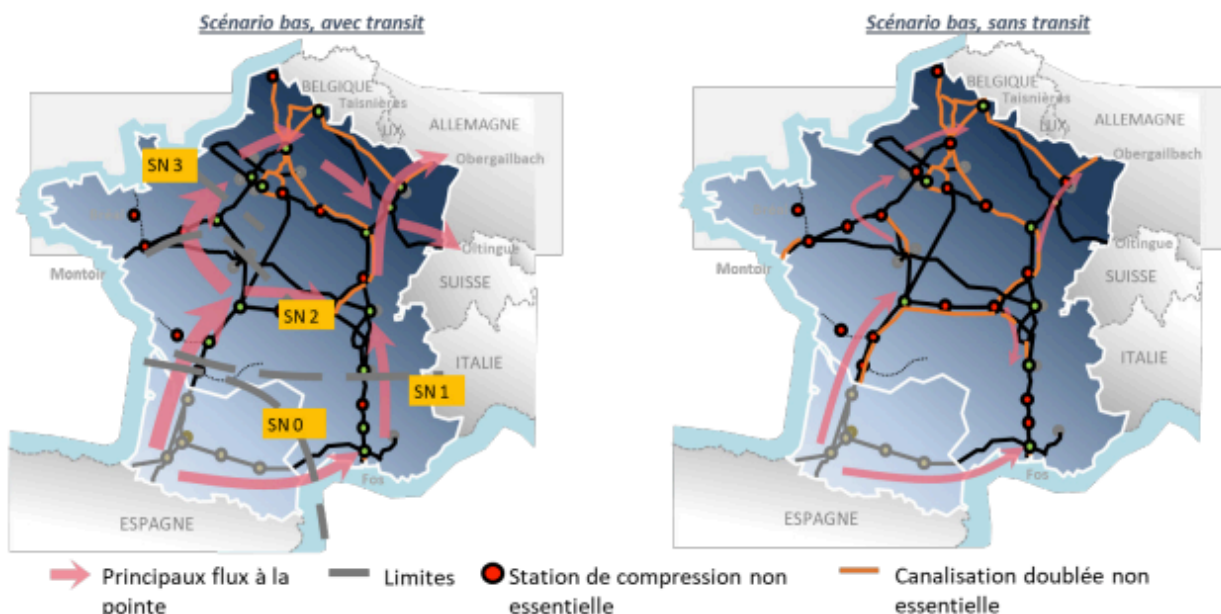 Scénario bas, avec transit
BELGIQUE
Taisnières
LUX
ALLEMAGNE
Obergailbach
SN 3
Oltingue
Montoir
SUISSE
SN 2
ITALIE
SN 1
SN 0
Fos
ESPAGNE
Scénario bas, sans transit
BELGIQUE
Taisnières
LUX
ALLEMAGNE
Obergailbach
Oltingue
Montoir
SUISSE
ITALIE
Fos
ESPAGNE
Principaux flux à la
pointe
Limites
Station de compression non
essentielle
Canalisation doublée non
essentielle